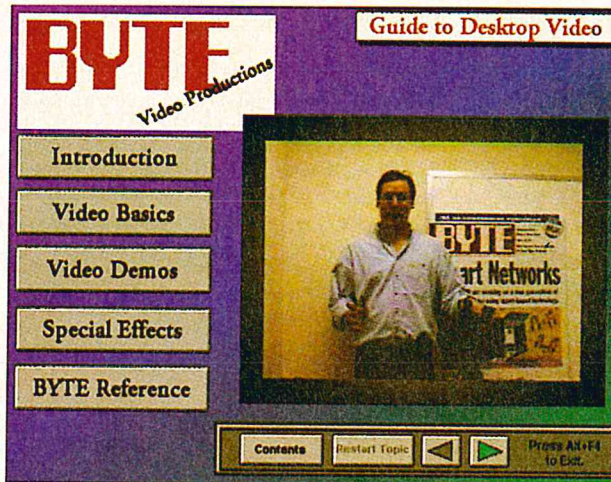 BYTE
Video Productions
Guide to Desktop Video
Introduction
Video Basics
Video Demos
Special Effects
BYTE Reference
BYTE
art Networks
Contents
Restart Topic
Press Alt+F4
to Exit.